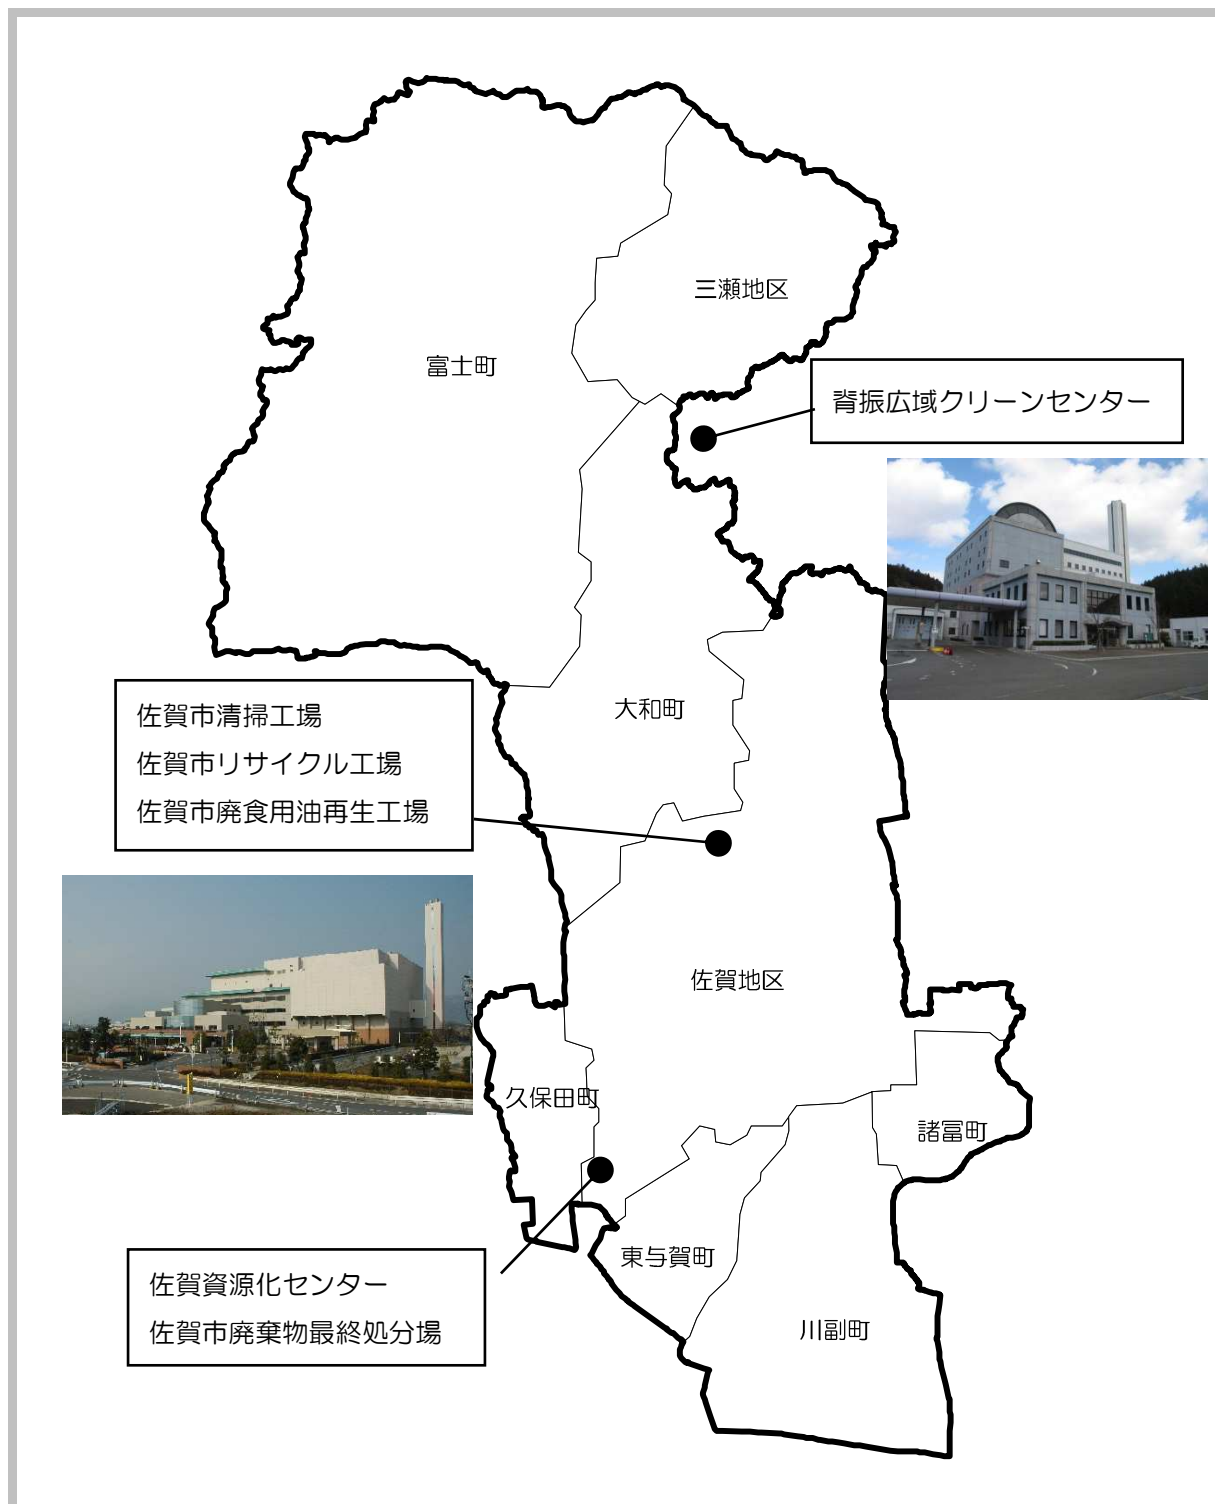 三瀬地区
富士町
脊振広域クリーンセンター
大和町
佐賀市清掃工場
佐賀市リサイクル工場
佐賀市廃食用油再生工場
佐賀地区
久保田町
諸富町
東与賀町
佐賀資源化センター
佐賀市廃棄物最終処分場
川副町